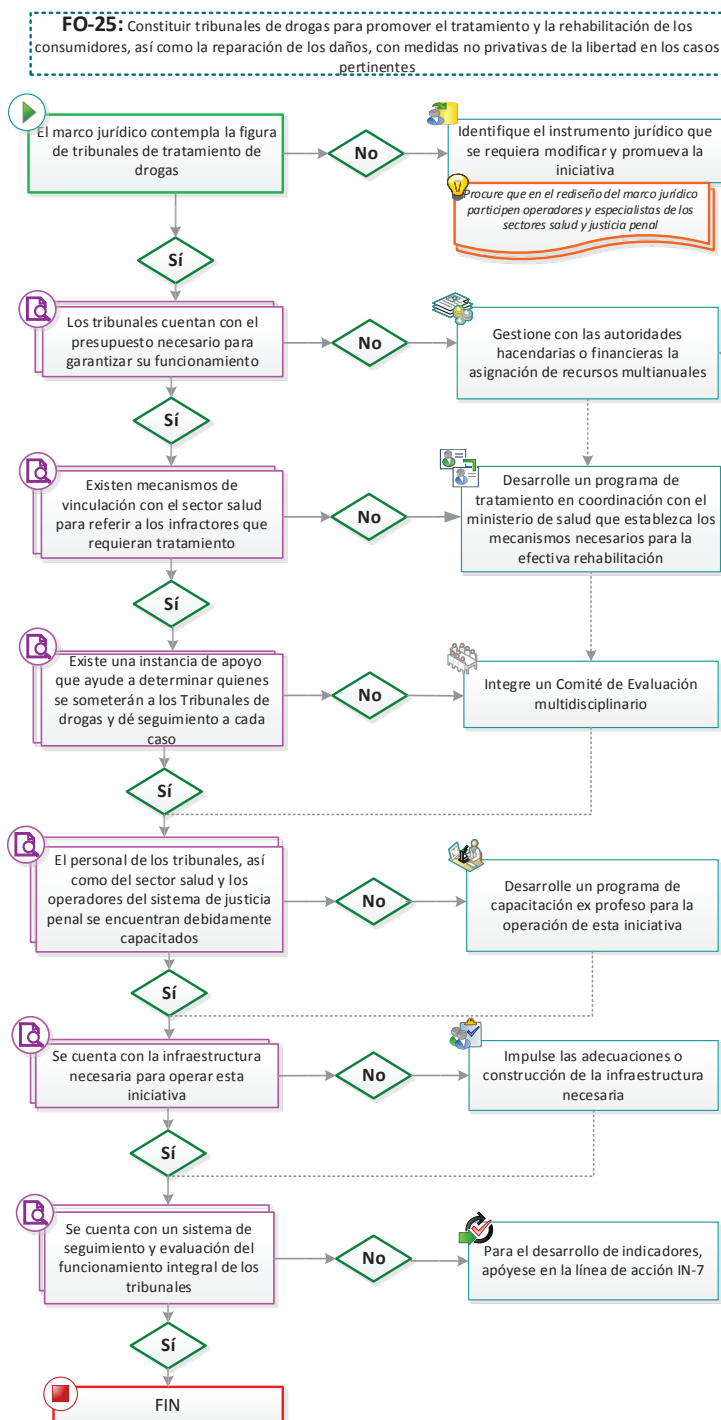 FO-25: Constituir tribunales de drogas para promover el tratamiento y la rehabilitación de los
consumidores, así como la reparación de los daños, con medidas no privativas de la libertad en los casos
pertinentes
El marco jurídico contempla la figura
de tribunales de tratamiento de
drogas
No
Identifique el instrumento jurídico que
se requiera modificar y promueva la
iniciativa
Procure que en el rediseño del marco jurídico
participen operadores y especialistas de los
sectores salud y justicia penal
Sí
Los tribunales cuentan con el
presupuesto necesario para
garantizar su funcionamiento
No
Gestione con las autoridades
hacendarias o financieras la
asignación de recursos multianuales
Sí
Existen mecanismos de
vinculación con el sector salud
para referir a los infractores que
requieran tratamiento
No
Desarrolle un programa de
tratamiento en coordinación con el
ministerio de salud que establezca los
mecanismos necesarios para la
efectiva rehabilitación
Sí
Existe una instancia de apoyo
que ayude a determinar quienes
se someterán a los Tribunales de
drogas y dé seguimiento a cada
caso
No
Integre un Comité de Evaluación
multidisciplinario
Sí
El personal de los tribunales, así
como del sector salud y los
operadores del sistema de justicia
penal se encuentran debidamente
capacitados
No
Desarrolle un programa de
capacitación ex profeso para la
operación de esta iniciativa
Sí
Se cuenta con la infraestructura
necesaria para operar esta
iniciativa
No
Impulse las adecuaciones o
construcción de la infraestructura
necesaria
Sí
Se cuenta con un sistema de
seguimiento y evaluación del
funcionamiento integral de los
tribunales
No
Para el desarrollo de indicadores,
apóyese en la línea de acción IN-7
Sí
FIN